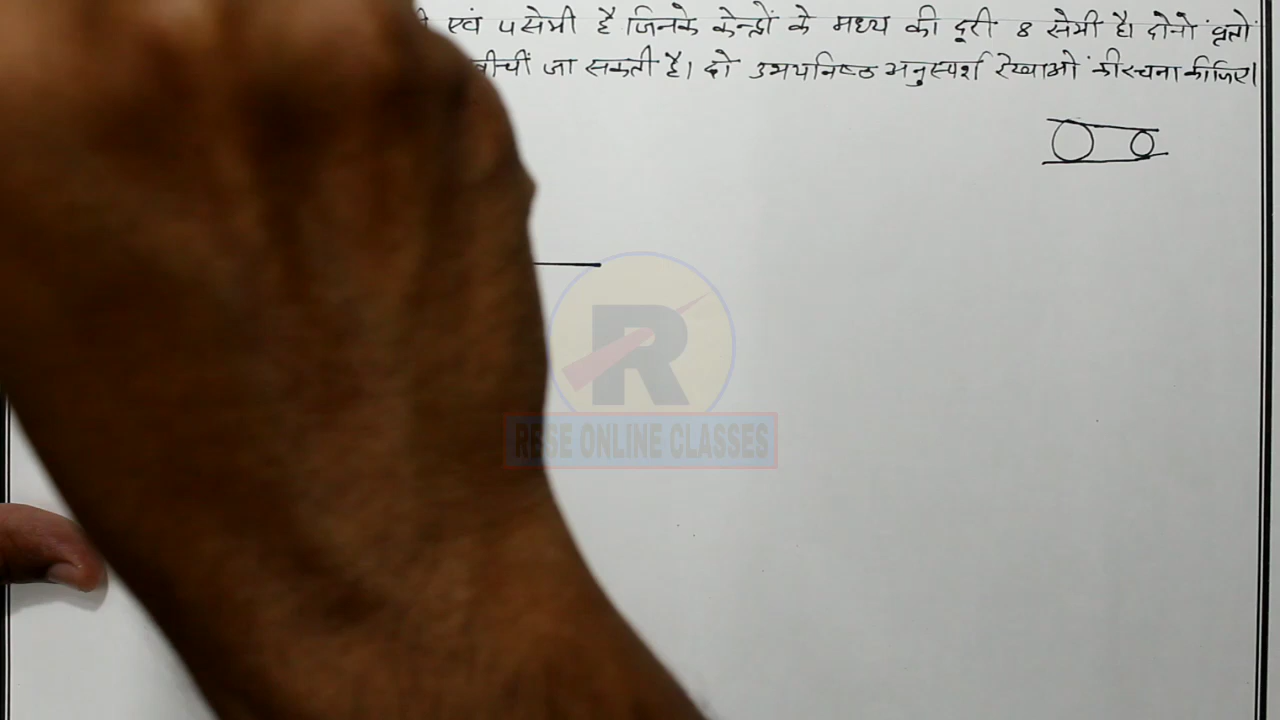 एवं 4 सेमी है जिनके केन्द्रों के मध्य की दूरी 8 सेमी है। दोनो वृतो
खीचीं जा सकती है। दो उभयनिष्ठ अनुस्पर्श रेखाओं की रचना कीजिए।
R
RESE ONLINE CLASSES